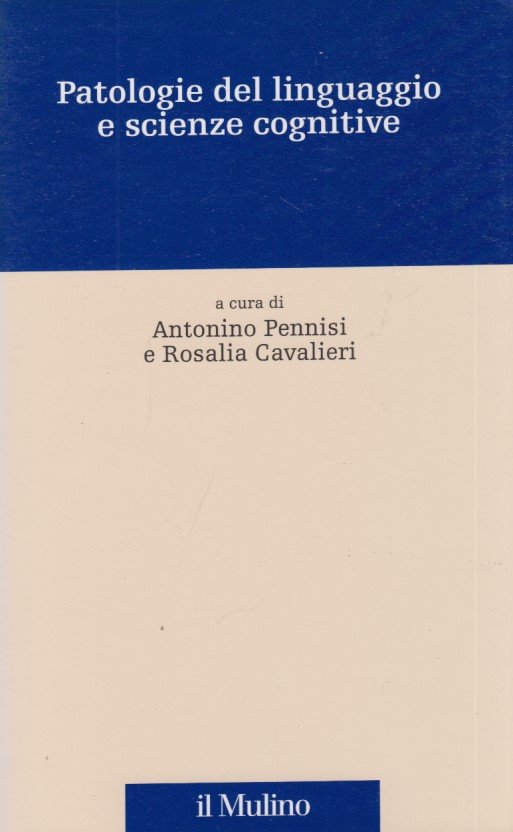 Patologie del linguaggio
e scienze cognitive
a cura di
Antonino Pennisi
e Rosalia Cavalieri
il Mulino